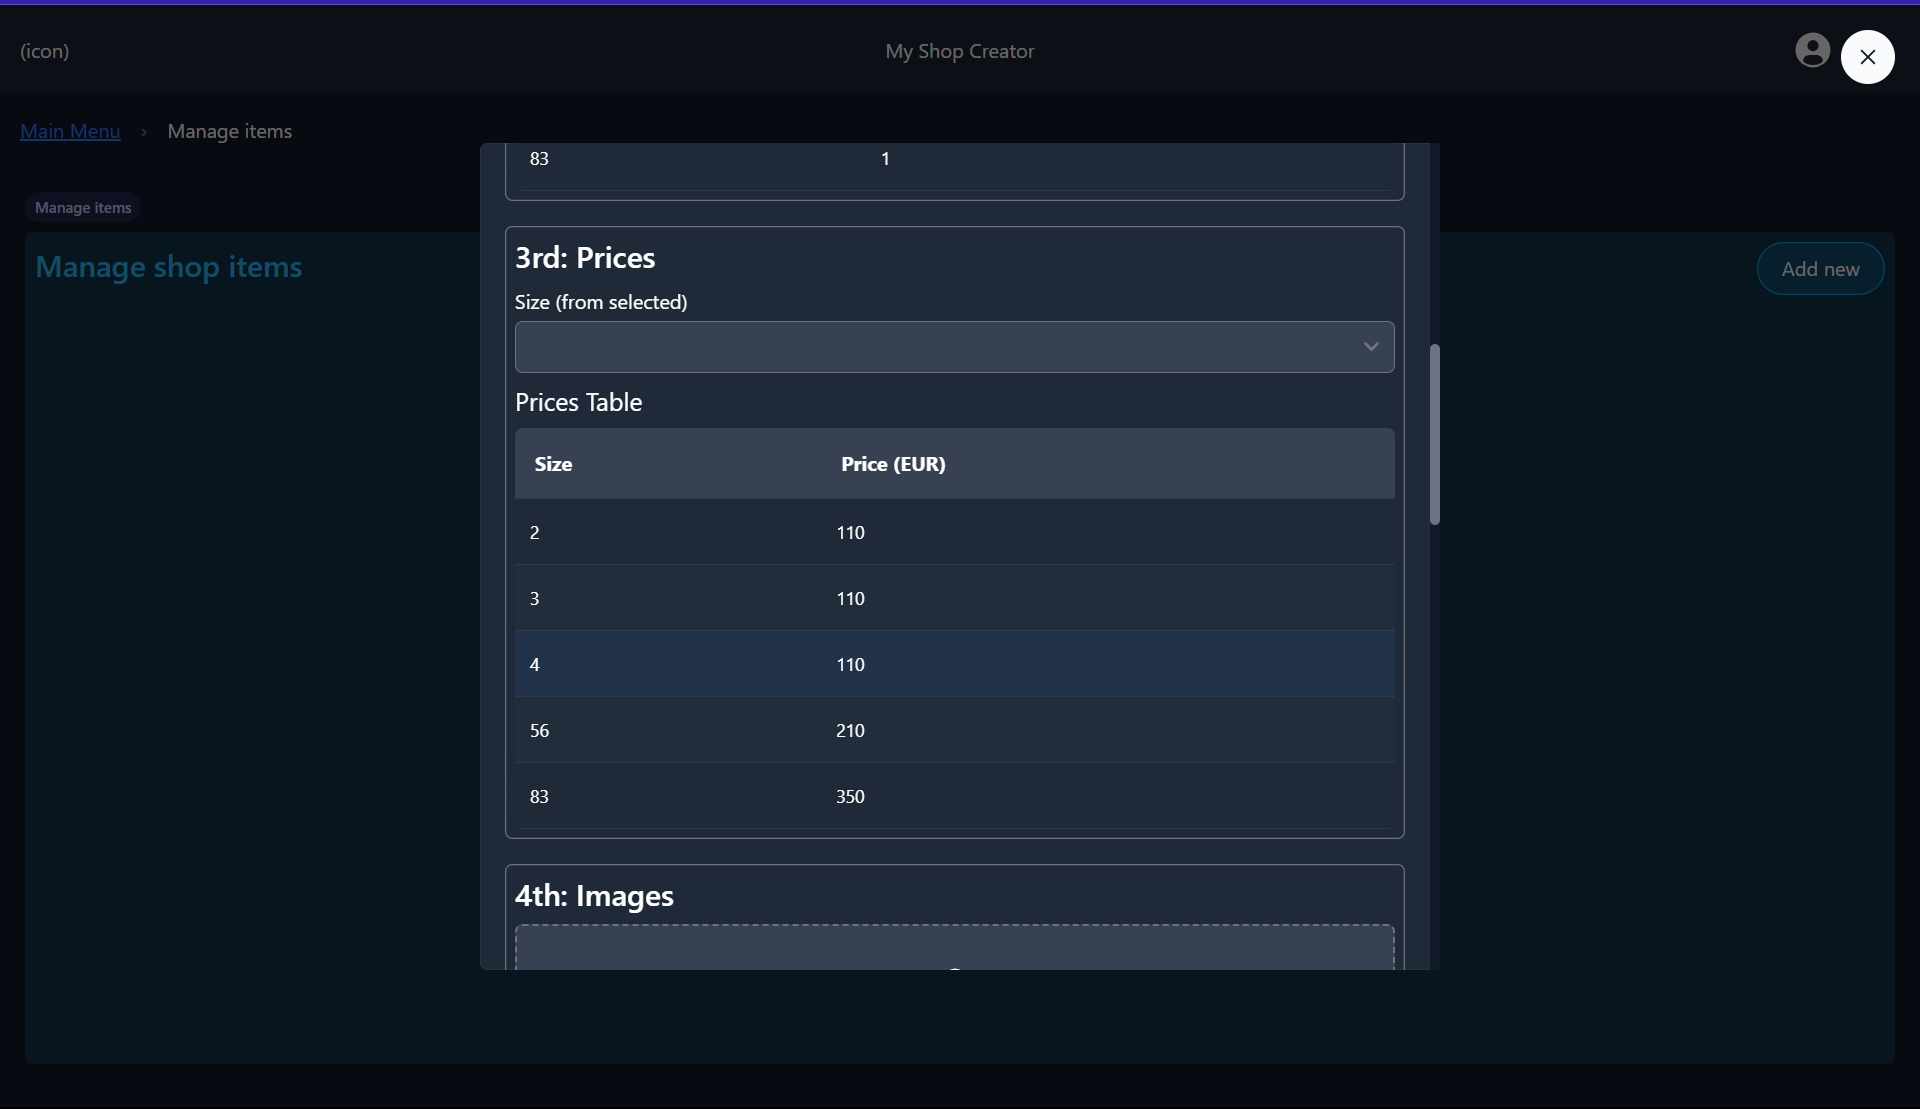 (icon)
My Shop Creator
Main Menu › Manage items
Manage items
Manage shop items
Add new
83 1
3rd: Prices
Size (from selected)
Prices Table
Size Price (EUR)
2 110
3 110
4 110
56 210
83 350
4th: Images